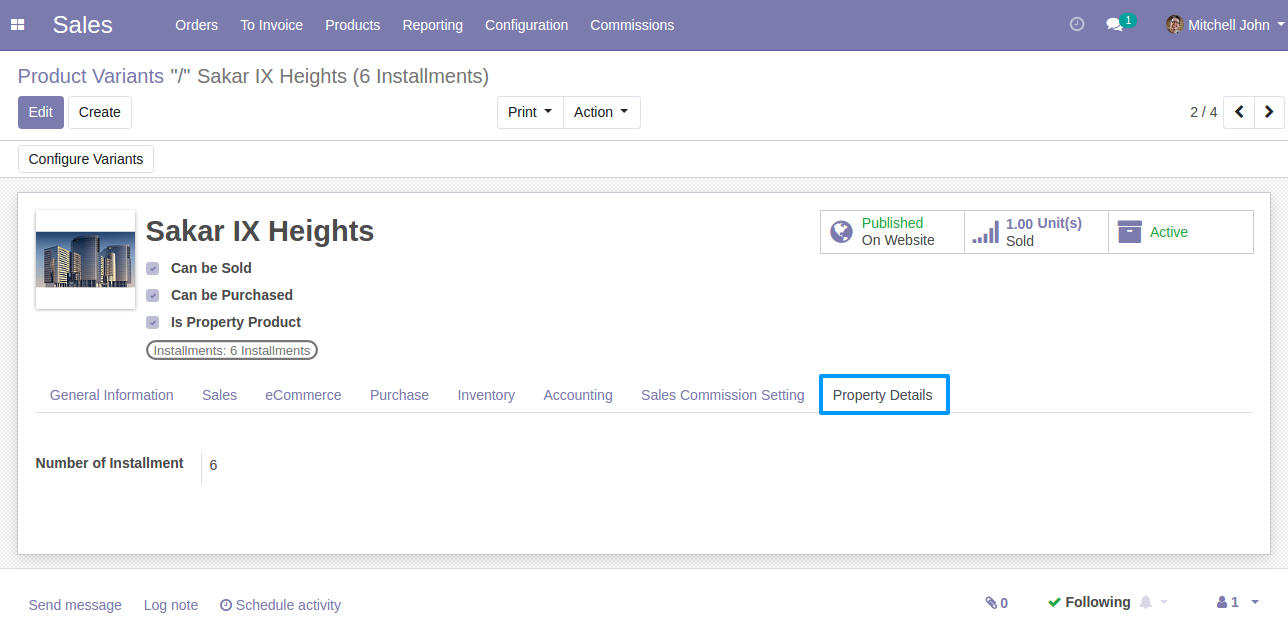 Sales Orders To Invoice Products Reporting Configuration Commissions 1 Mitchell John
Product Variants "/" Sakar IX Heights (6 Installments)
Edit Create Print Action 2 / 4
Configure Variants
Sakar IX Heights
Can be Sold
Can be Purchased
Is Property Product
Installments: 6 Installments
Published
On Website
1.00 Unit(s)
Sold
Active
General Information Sales eCommerce Purchase Inventory Accounting Sales Commission Setting Property Details
Number of Installment 6
Send message Log note Schedule activity 0 Following 1